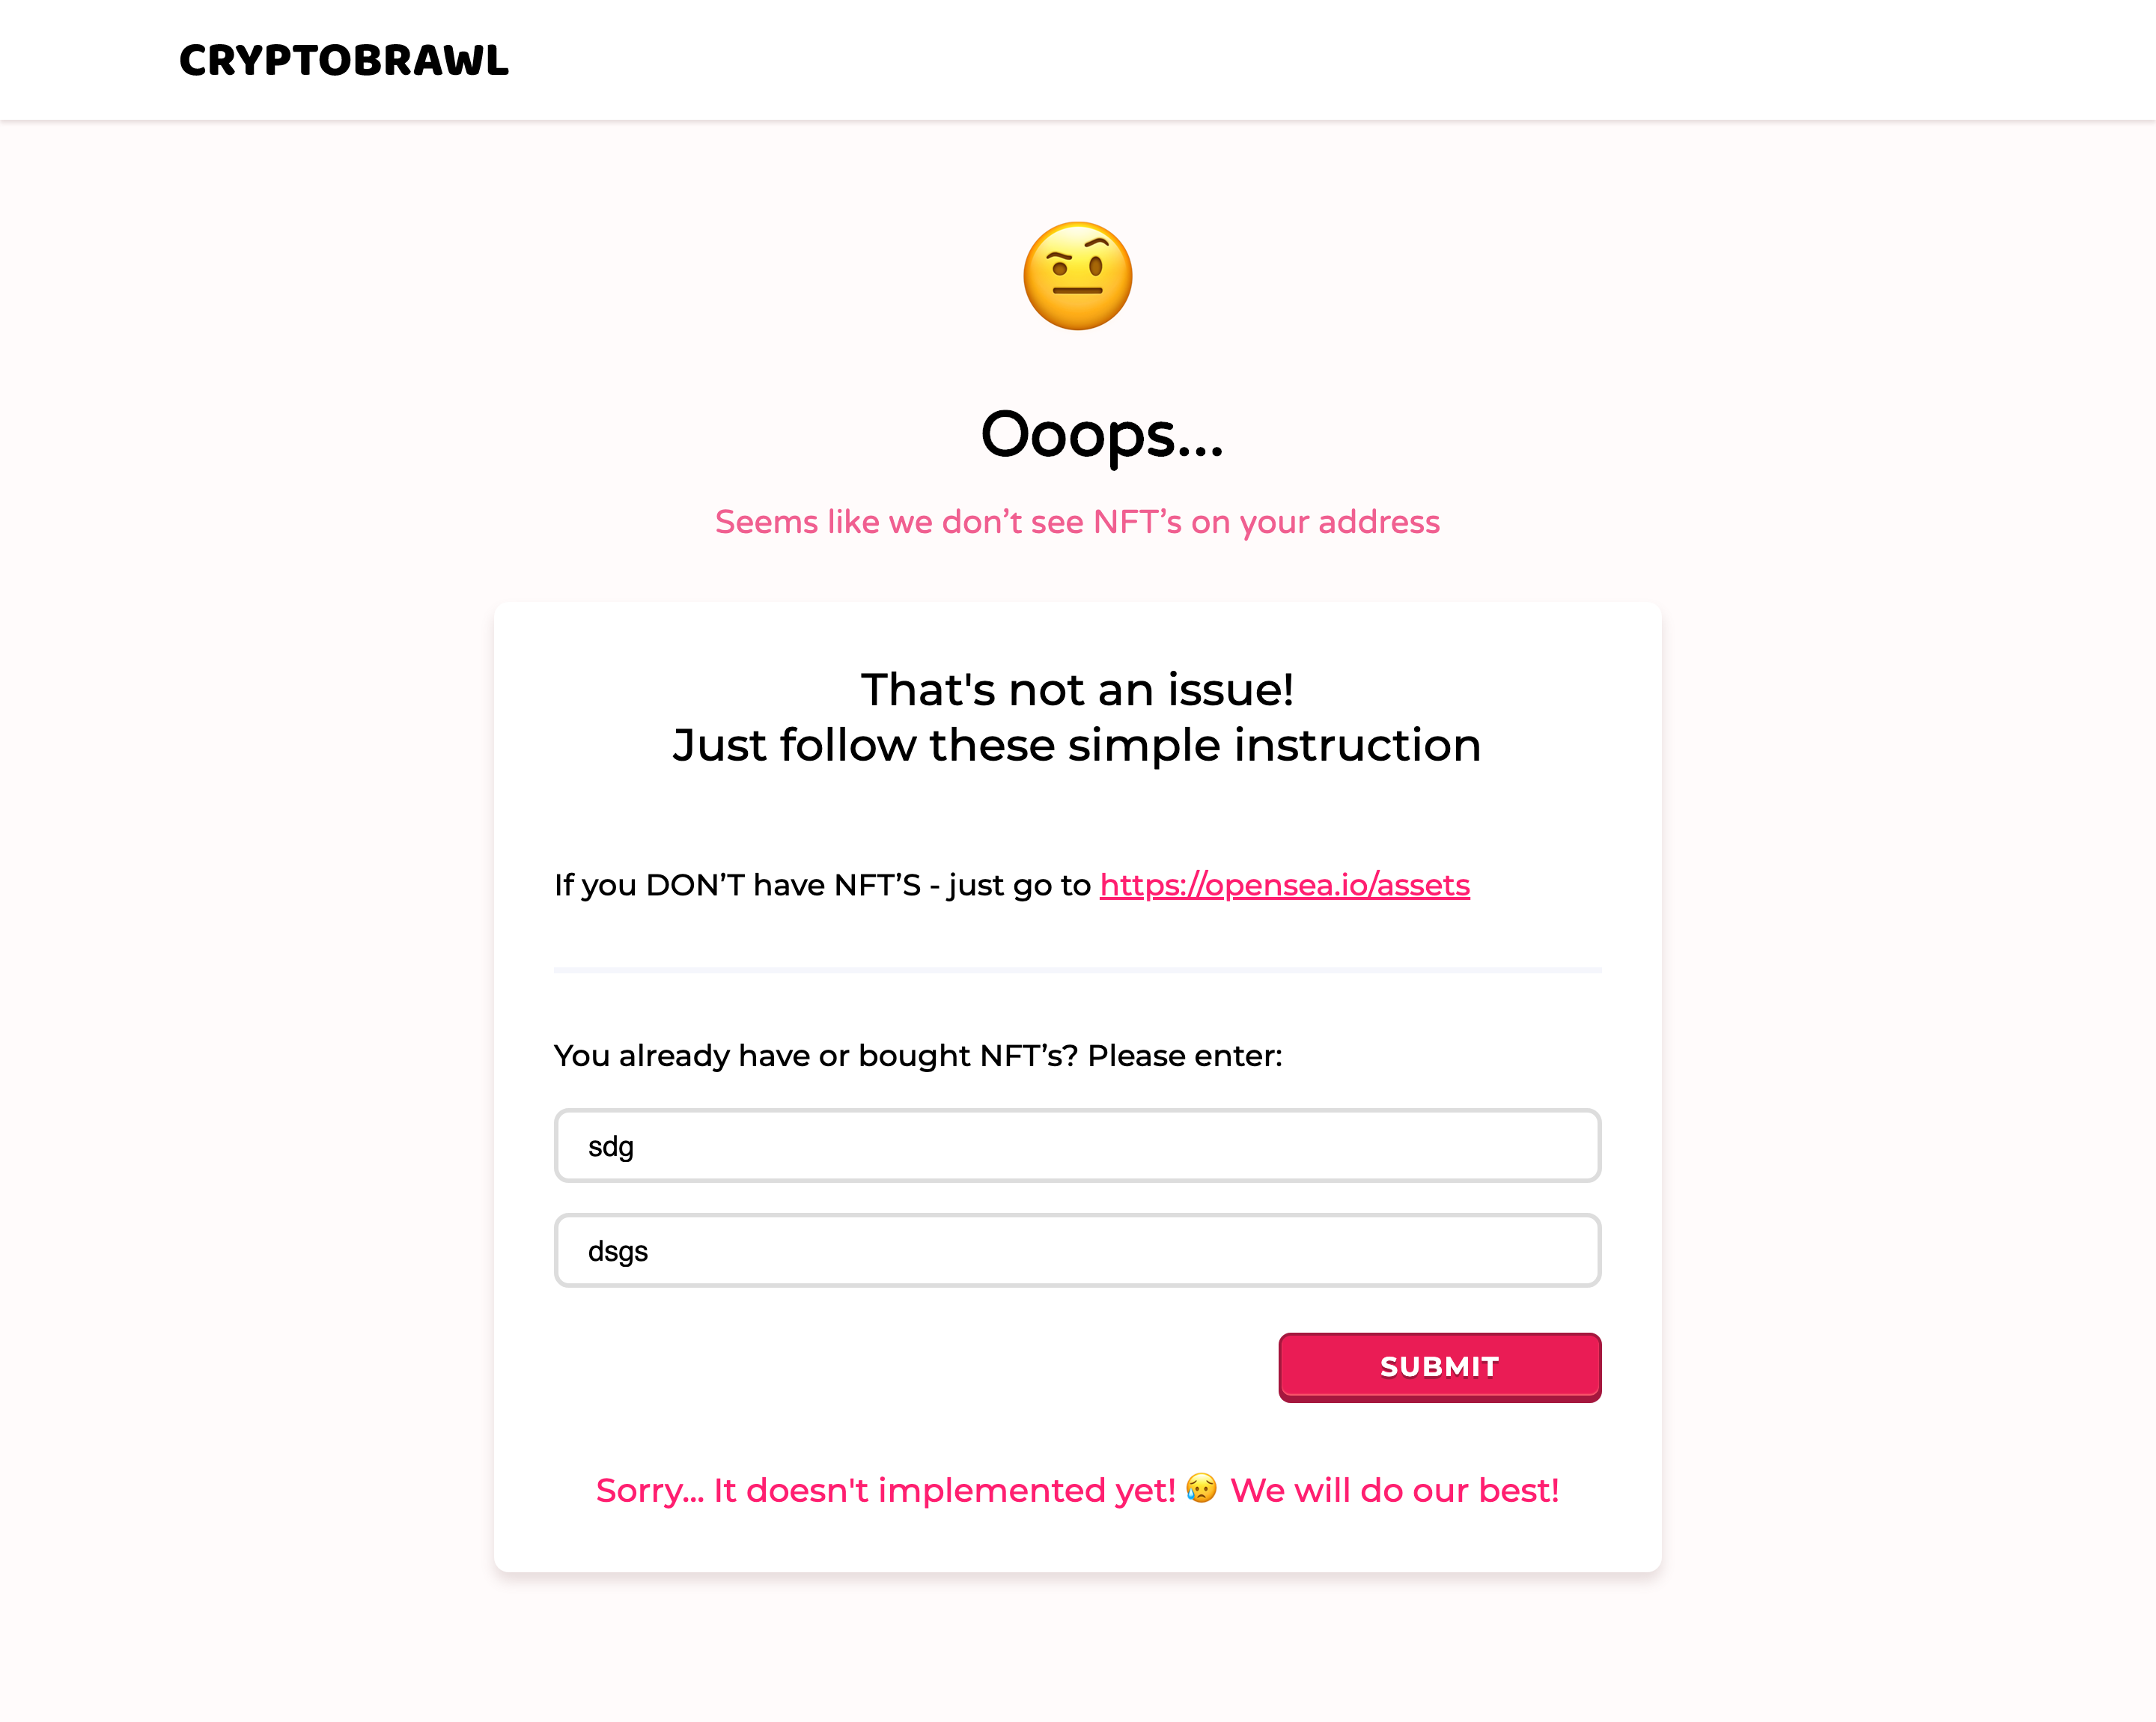 CRYPTOBRAWL
Ooops...
Seems like we don’t see NFT’s on your address
That's not an issue!
Just follow these simple instruction
If you DON’T have NFT’S - just go to https://opensea.io/assets
You already have or bought NFT’s? Please enter:
sdg
dsgs
SUBMIT
Sorry... It doesn't implemented yet! 😥 We will do our best!